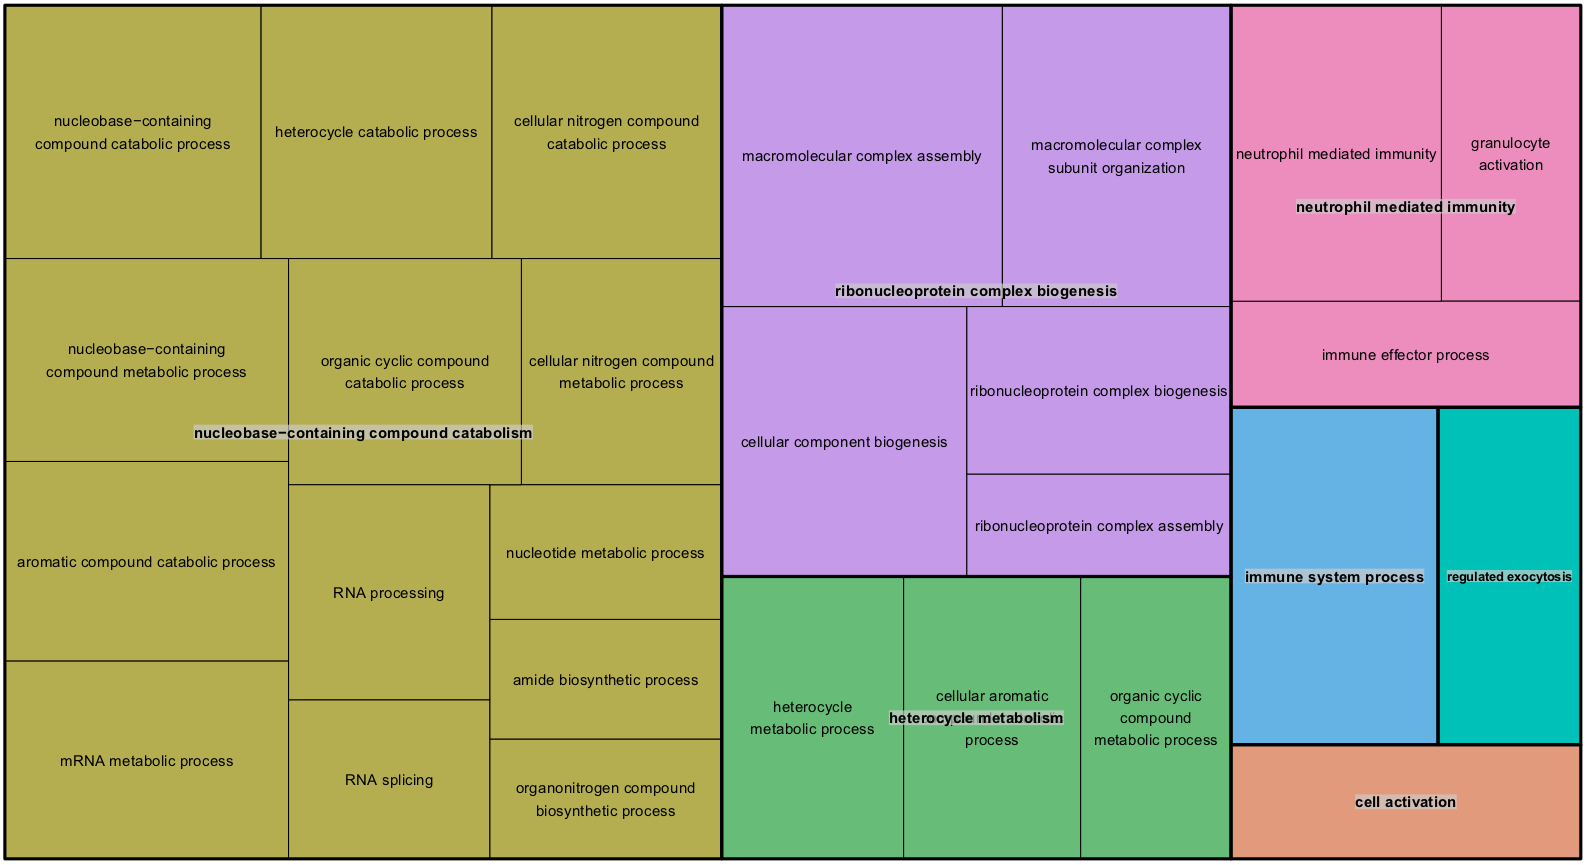 nucleobase−containing
compound catabolic process
heterocycle catabolic process
cellular nitrogen compound
catabolic process
nucleobase−containing
compound metabolic process
organic cyclic compound
catabolic process
cellular nitrogen compound
metabolic process
nucleobase−containing compound catabolism
aromatic compound catabolic process
RNA processing
nucleotide metabolic process
amide biosynthetic process
mRNA metabolic process
RNA splicing
organonitrogen compound
biosynthetic process
macromolecular complex assembly
macromolecular complex
subunit organization
ribonucleoprotein complex biogenesis
cellular component biogenesis
ribonucleoprotein complex biogenesis
ribonucleoprotein complex assembly
heterocycle
metabolic process
cellular aromatic
heterocycle metabolism
process
organic cyclic
compound
metabolic process
neutrophil mediated immunity
granulocyte
activation
neutrophil mediated immunity
immune effector process
immune system process
regulated exocytosis
cell activation